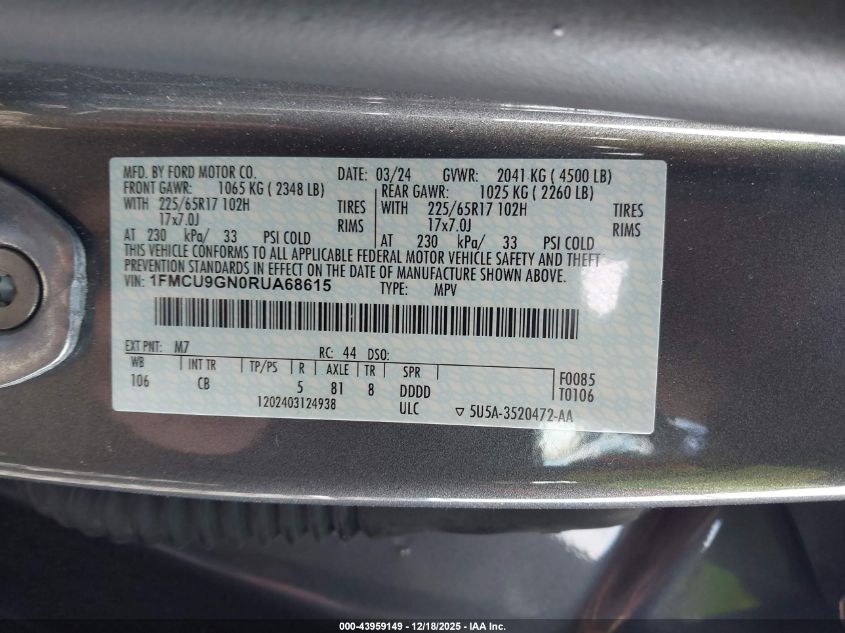 MFD. BY FORD MOTOR CO. DATE: 03/24 GVWR: 2041 KG ( 4500 LB)
FRONT GAWR: 1065 KG ( 2348 LB) REAR GAWR: 1025 KG ( 2260 LB)
WITH 225/65R17 102H TIRES WITH 225/65R17 102H TIRES
17x7.0J RIMS 17x7.0J RIMS
AT 230 kPa/ 33 PSI COLD AT 230 kPa/ 33 PSI COLD
THIS VEHICLE CONFORMS TO ALL APPLICABLE FEDERAL MOTOR VEHICLE SAFETY AND THEFT
PREVENTION STANDARDS IN EFFECT ON THE DATE OF MANUFACTURE SHOWN ABOVE.
VIN: 1FMCU9GN0RUA68615 TYPE: MPV
EXT PNT: M7 RC: 44 DSO:
WB INT TR TP/PS R AXLE TR SPR F0085
106 CB 5 81 8 DDDD T0106
1202403124938 ULC ▽ 5U5A-3520472-AA
000-43959149 - 12/18/2025 - IAA Inc.